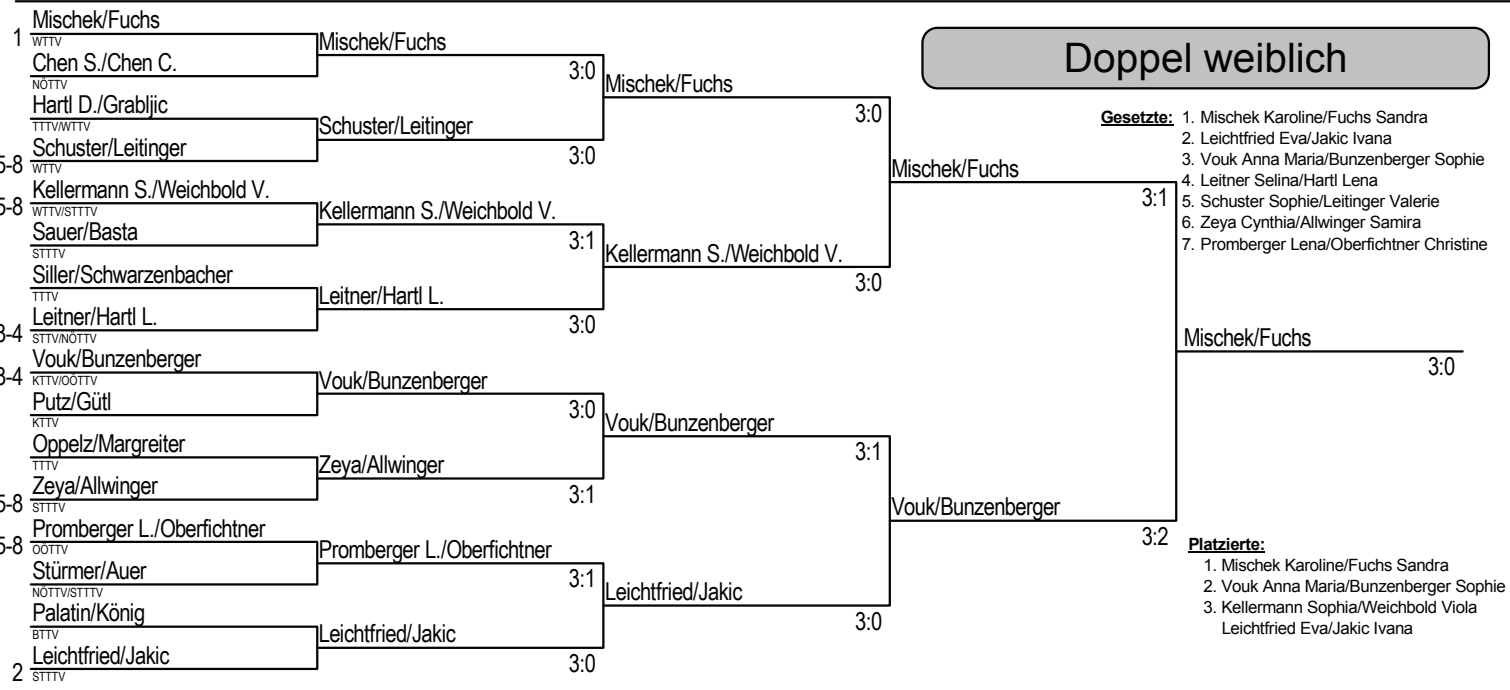 Doppel weiblich
1 Mischek/Fuchs
WTTV
Chen S./Chen C.
NÖTTV
Hartl D./Grabljic
TTTV/WTTV
5-8 Schuster/Leitinger
WTTV
5-8 Kellermann S./Weichbold V.
WTTV/STTTV
Sauer/Basta
STTTV
Siller/Schwarzenbacher
TTTV
3-4 Leitner/Hartl L.
STTV/NÖTTV
3-4 Vouk/Bunzenberger
KTTV/OÖTTV
Putz/Gütl
KTTV
Oppelz/Margreiter
TTTV
5-8 Zeya/Allwinger
STTTV
5-8 Promberger L./Oberfichtner
OÖTTV
Stürmer/Auer
NÖTTV/STTTV
Palatin/König
BTTV
2 Leichtfried/Jakic
STTTV
Mischek/Fuchs
3:0
Schuster/Leitinger
3:0
Kellermann S./Weichbold V.
3:1
Leitner/Hartl L.
3:0
Vouk/Bunzenberger
3:0
Zeya/Allwinger
3:1
Promberger L./Oberfichtner
3:1
Leichtfried/Jakic
3:0
Mischek/Fuchs
3:0
Kellermann S./Weichbold V.
3:0
Vouk/Bunzenberger
3:1
Leichtfried/Jakic
3:0
Mischek/Fuchs
3:1
Vouk/Bunzenberger
3:2
Mischek/Fuchs
3:0
Gesetzte: 1. Mischek Karoline/Fuchs Sandra
2. Leichtfried Eva/Jakic Ivana
3. Vouk Anna Maria/Bunzenberger Sophie
4. Leitner Selina/Hartl Lena
5. Schuster Sophie/Leitinger Valerie
6. Zeya Cynthia/Allwinger Samira
7. Promberger Lena/Oberfichtner Christine
Platzierte:
1. Mischek Karoline/Fuchs Sandra
2. Vouk Anna Maria/Bunzenberger Sophie
3. Kellermann Sophia/Weichbold Viola
Leichtfried Eva/Jakic Ivana